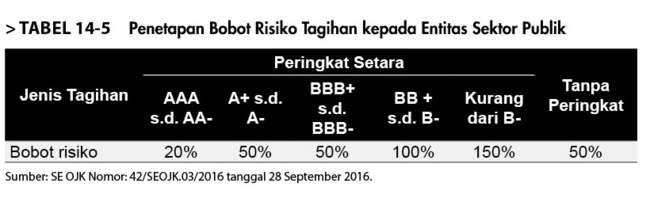 > TABEL 14-5 Penetapan Bobot Risiko Tagihan kepada Entitas Sektor Publik
Jenis Tagihan
Peringkat Setara
Tanpa
Peringkat
AAA
s.d. AA-
A+ s.d.
A-
BBB+
s.d.
BBB-
BB +
s.d. B-
Kurang
dari B-
Bobot risiko 20% 50% 50% 100% 150% 50%
Sumber: SE OJK Nomor: 42/SEOJK.03/2016 tanggal 28 September 2016.